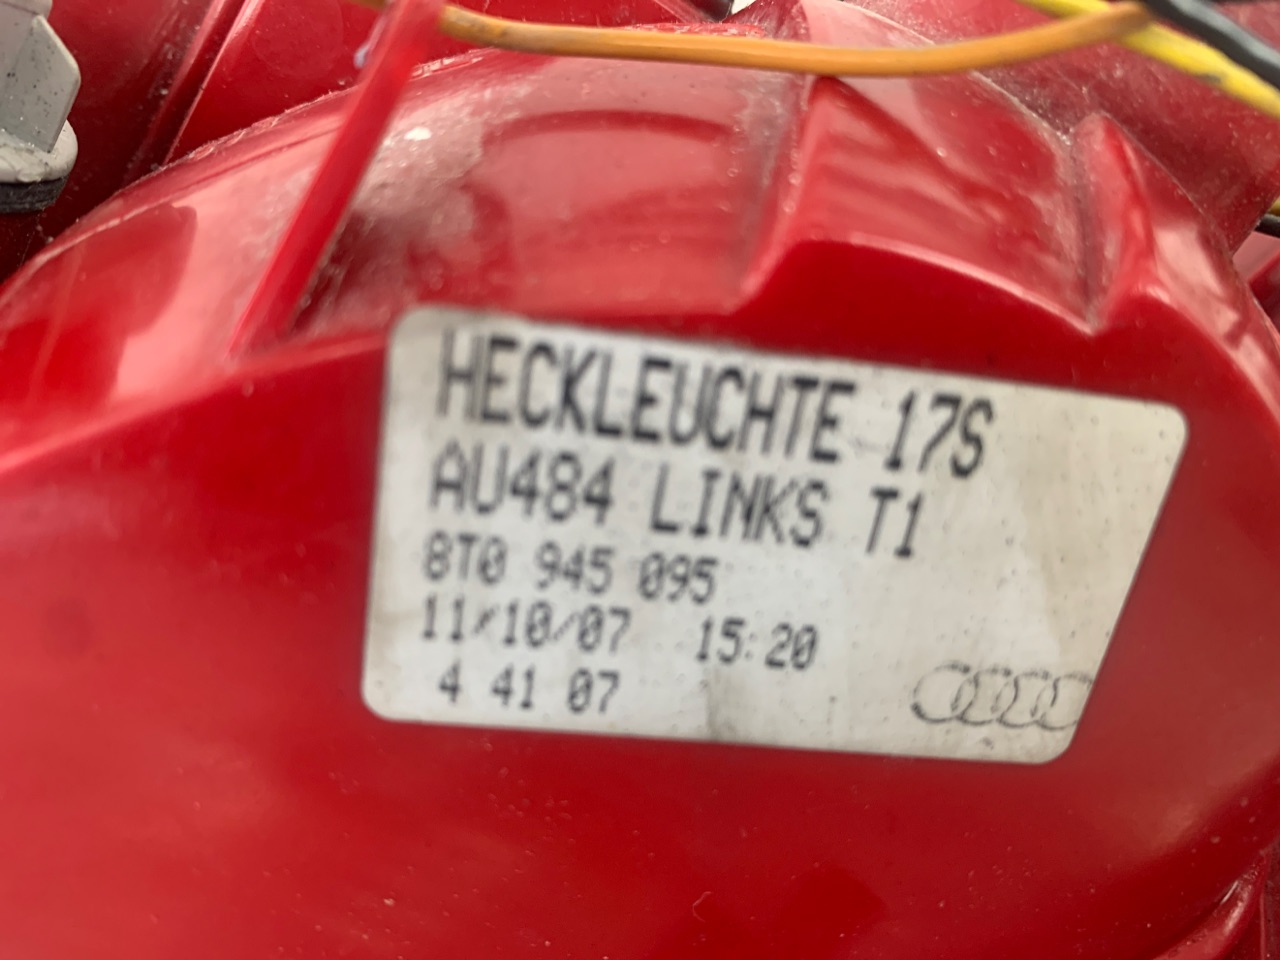 HECKLEUCHTE 17S
AU484 LINKS T1
8T0 945 095
11/10/07 15:20
4 41 07